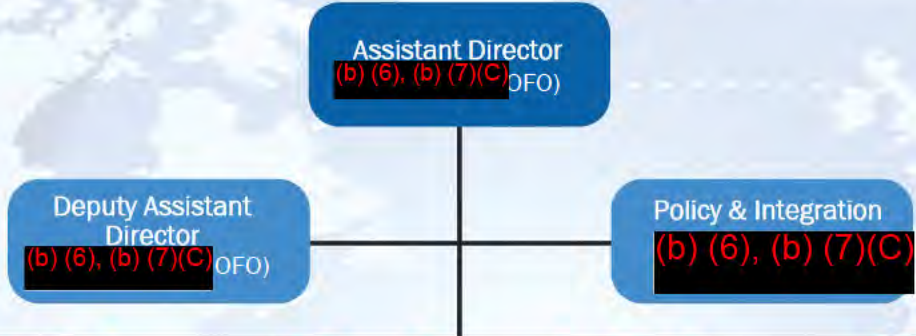 Assistant Director
(b) (6), (b) (7)(C) OFO)
Deputy Assistant
Director
(b) (6), (b) (7)(C) OFO)
Policy & Integration
(b) (6), (b) (7)(C)